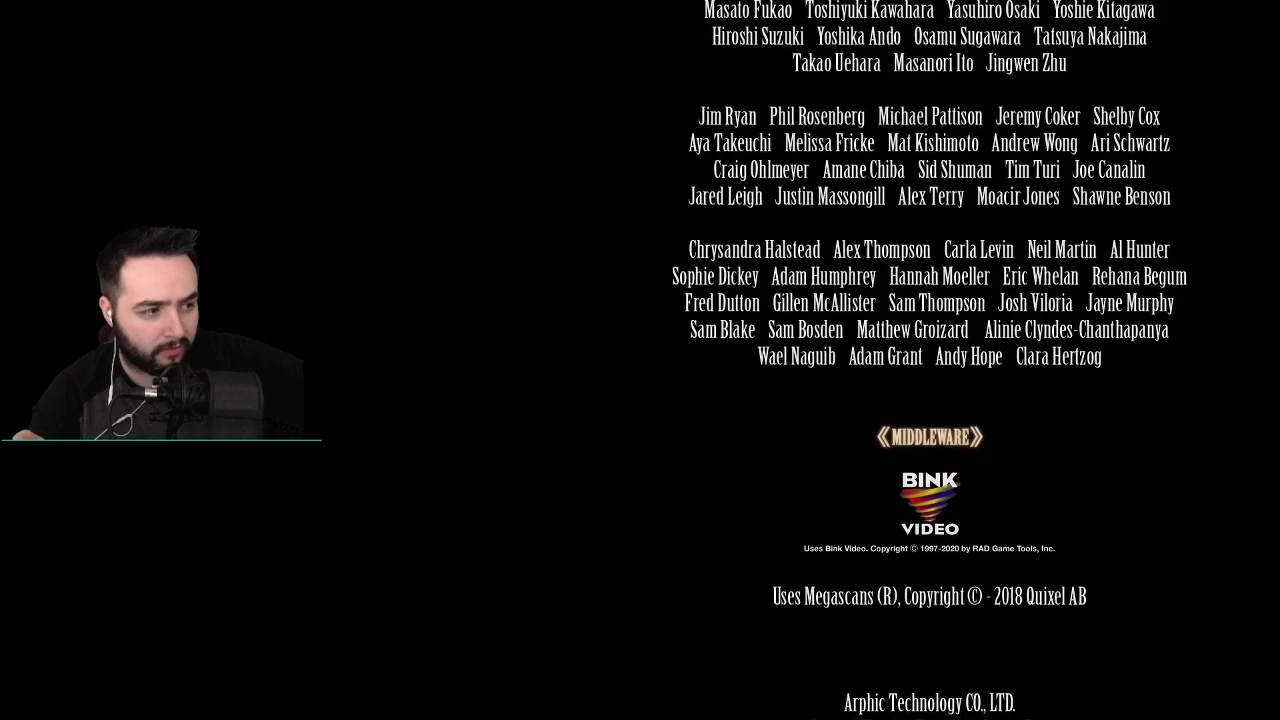 Masato Fukao Toshiyuki Kawahara Yasuhiro Osaki Yoshie Kitagawa
Hiroshi Suzuki Yoshika Ando Osamu Sugawara Tatsuya Nakajima
Takao Uehara Masanori Ito Jingwen Zhu
Jim Ryan Phil Rosenberg Michael Pattison Jeremy Coker Shelby Cox
Aya Takeuchi Melissa Fricke Mat Kishimoto Andrew Wong Ari Schwartz
Craig Ohlmeyer Amane Chiba Sid Shuman Tim Turi Joe Canalin
Jared Leigh Justin Massongill Alex Terry Moacir Jones Shawne Benson
Chrysandra Halstead Alex Thompson Carla Levin Neil Martin Al Hunter
Sophie Dickey Adam Humphrey Hannah Moeller Eric Whelan Rehana Begum
Fred Dutton Gillen McAllister Sam Thompson Josh Viloria Jayne Murphy
Sam Blake Sam Bosden Matthew Groizard Alinie Clyndes-Chanthapanya
Wael Naguib Adam Grant Andy Hope Clara Hertzog
《MIDDLEWARE》
BINK
VIDEO
Uses Bink Video. Copyright © 1997-2020 by RAD Game Tools, Inc.
Uses Megascans (R), Copyright © - 2018 Quixel AB
Arphic Technology CO., LTD.